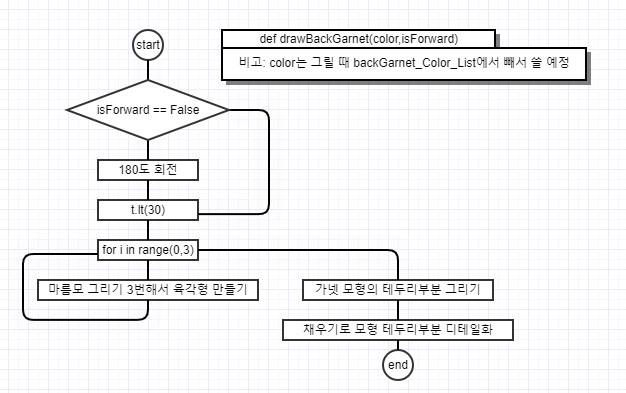 start
def drawBackGarnet(color,isForward)
비고: color는 그릴 때 backGarnet_Color_List에서 빼서 쓸 예정
isForward == False
180도 회전
t.lt(30)
for i in range(0,3)
마름모 그리기 3번해서 육각형 만들기
가넷 모형의 테두리부분 그리기
채우기로 모형 테두리부분 디테일화
end